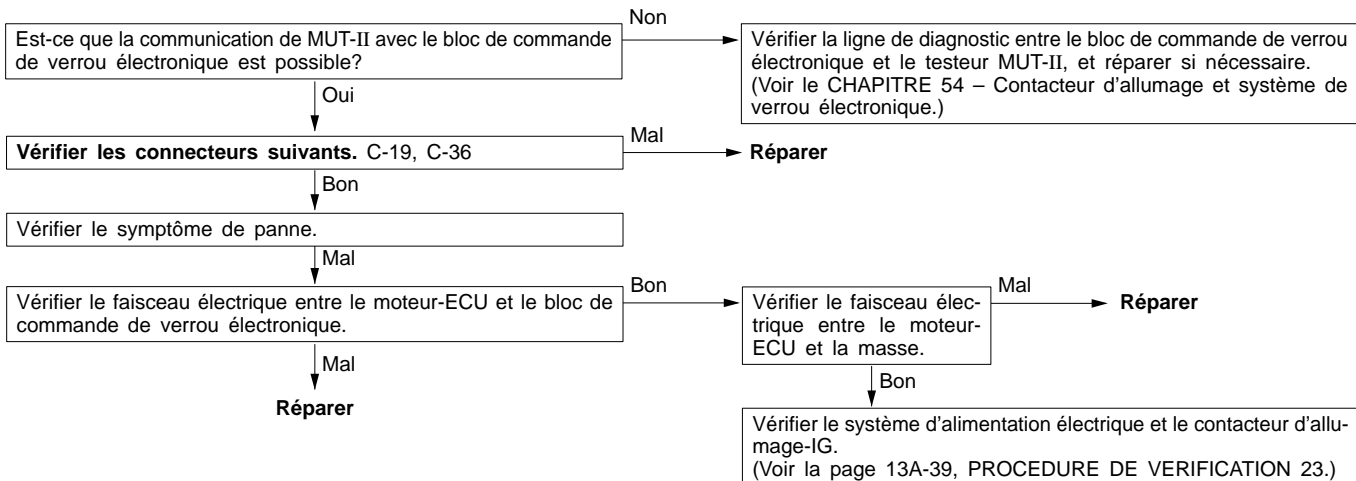 Est-ce que la communication de MUT-II avec le bloc de commande
de verrou électronique est possible?
Non
Vérifier la ligne de diagnostic entre le bloc de commande de verrou
électronique et le testeur MUT-II, et réparer si nécessaire.
(Voir le CHAPITRE 54 – Contacteur d'allumage et système de
verrou électronique.)
Oui
Vérifier les connecteurs suivants. C-19, C-36
Mal
Réparer
Bon
Vérifier le symptôme de panne.
Mal
Vérifier le faisceau électrique entre le moteur-ECU et le bloc de
commande de verrou électronique.
Bon
Vérifier le faisceau élec-
trique entre le moteur-
ECU et la masse.
Mal
Réparer
Mal
Réparer
Bon
Vérifier le système d'alimentation électrique et le contacteur d'allu-
mage-IG.
(Voir la page 13A-39, PROCEDURE DE VERIFICATION 23.)